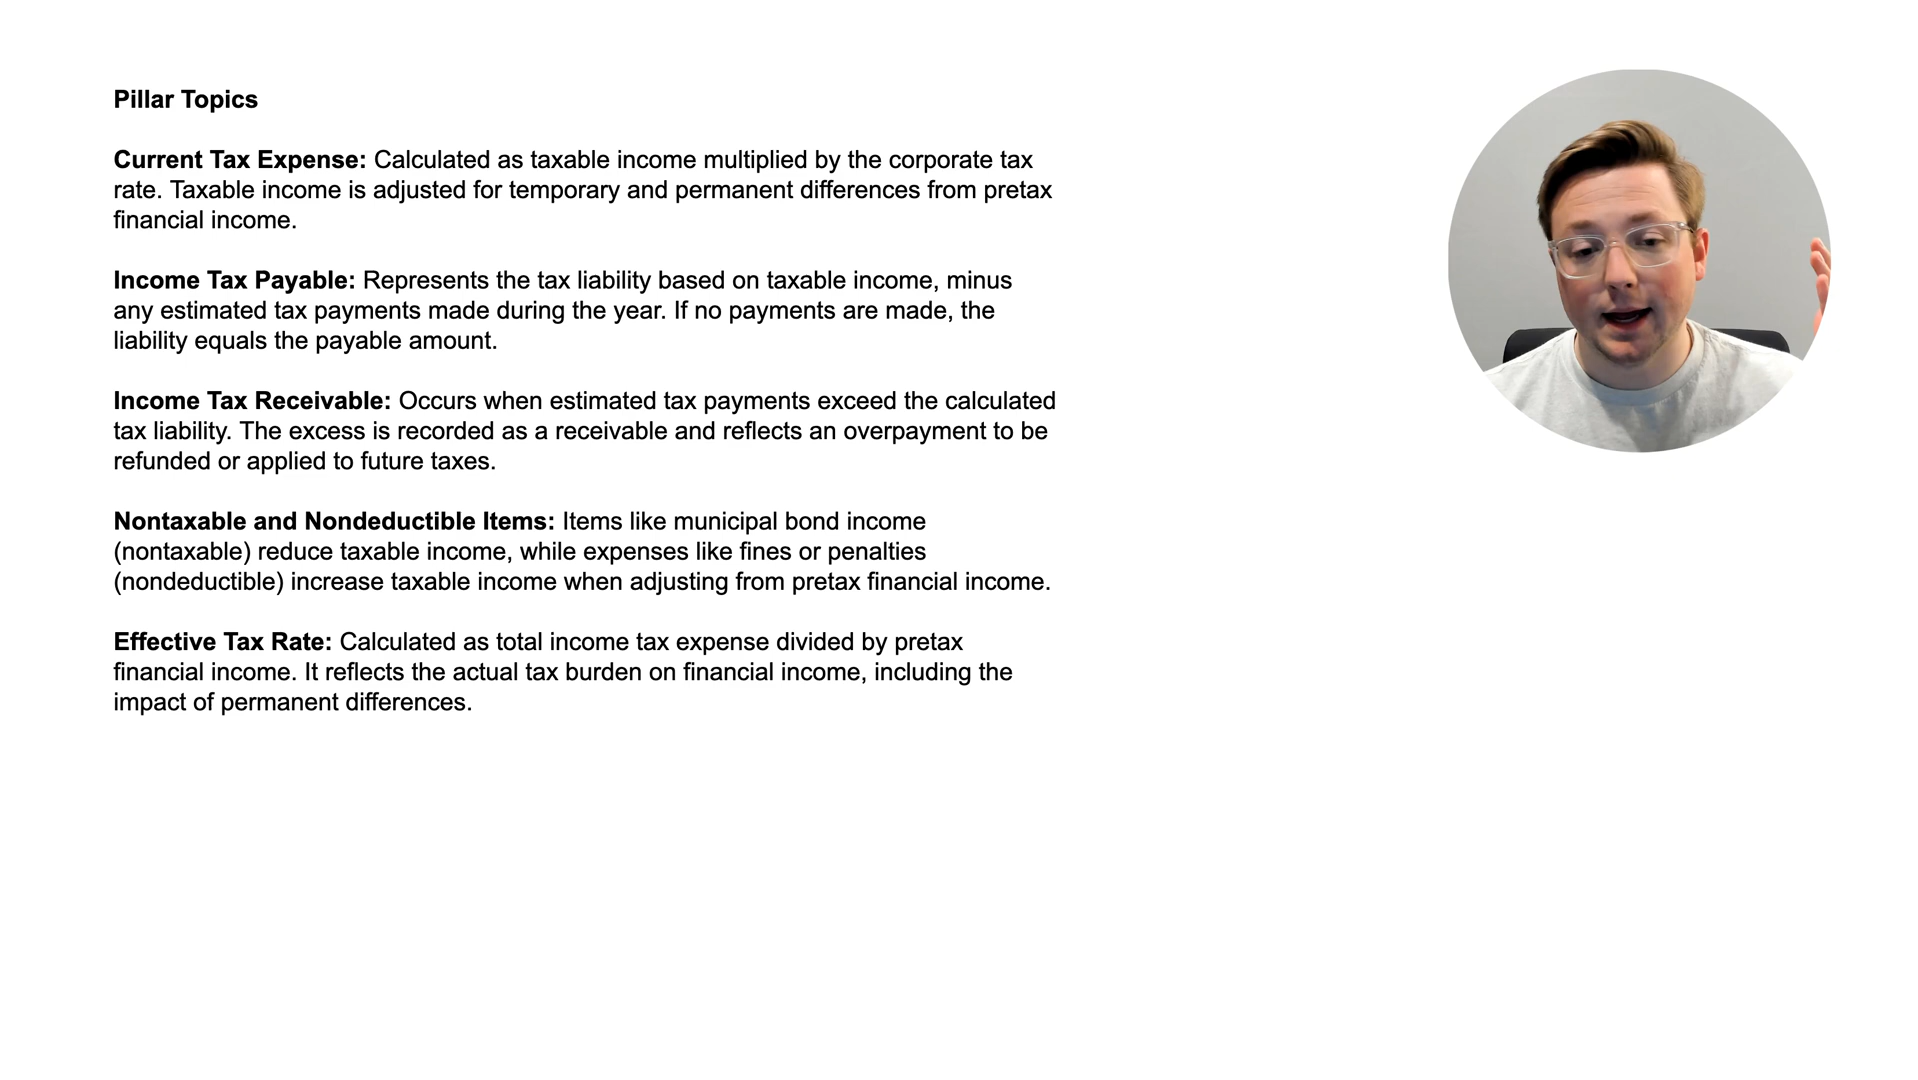 Pillar Topics
Current Tax Expense: Calculated as taxable income multiplied by the corporate tax
rate. Taxable income is adjusted for temporary and permanent differences from pretax
financial income.
Income Tax Payable: Represents the tax liability based on taxable income, minus
any estimated tax payments made during the year. If no payments are made, the
liability equals the payable amount.
Income Tax Receivable: Occurs when estimated tax payments exceed the calculated
tax liability. The excess is recorded as a receivable and reflects an overpayment to be
refunded or applied to future taxes.
Nontaxable and Nondeductible Items: Items like municipal bond income
(nontaxable) reduce taxable income, while expenses like fines or penalties
(nondeductible) increase taxable income when adjusting from pretax financial income.
Effective Tax Rate: Calculated as total income tax expense divided by pretax
financial income. It reflects the actual tax burden on financial income, including the
impact of permanent differences.